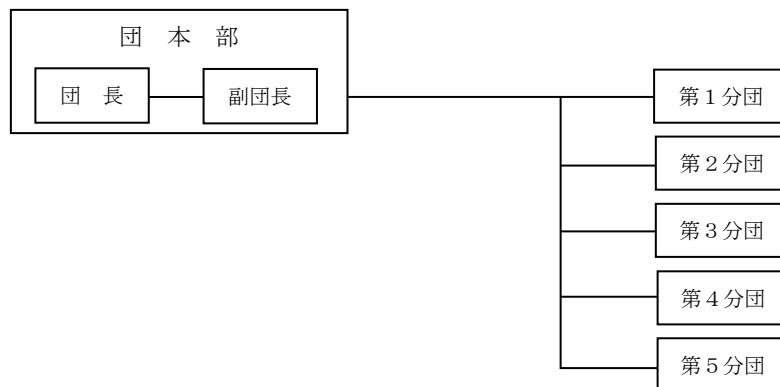 団　本　部
団　長
副団長
第１分団
第２分団
第３分団
第４分団
第５分団